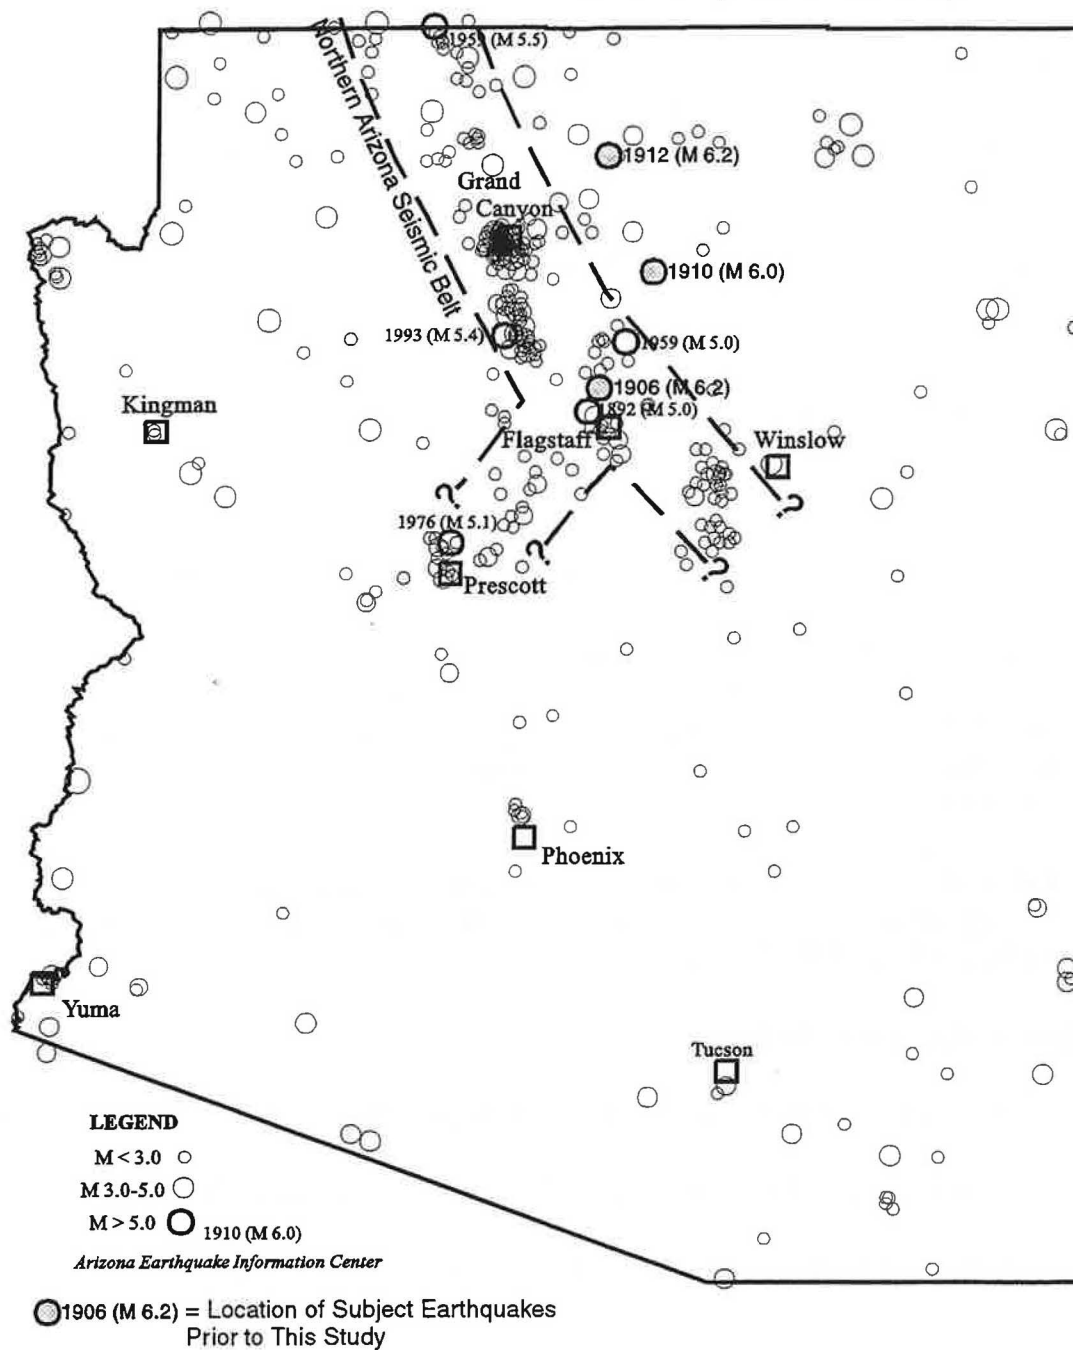 1959 (M 5.5)
Northern Arizona Seismic Belt
1912 (M 6.2)
Grand
Canyon
1910 (M 6.0)
1993 (M 5.4)
1959 (M 5.0)
1906 (M 6.2)
1892 (M 5.0)
Kingman
Flagstaff
Winslow
?
?
1976 (M 5.1)
?
?
Prescott
Phoenix
Yuma
Tucson
LEGEND
M < 3.0
M 3.0-5.0
M > 5.0
1910 (M 6.0)
Arizona Earthquake Information Center
1906 (M 6.2) = Location of Subject Earthquakes
Prior to This Study